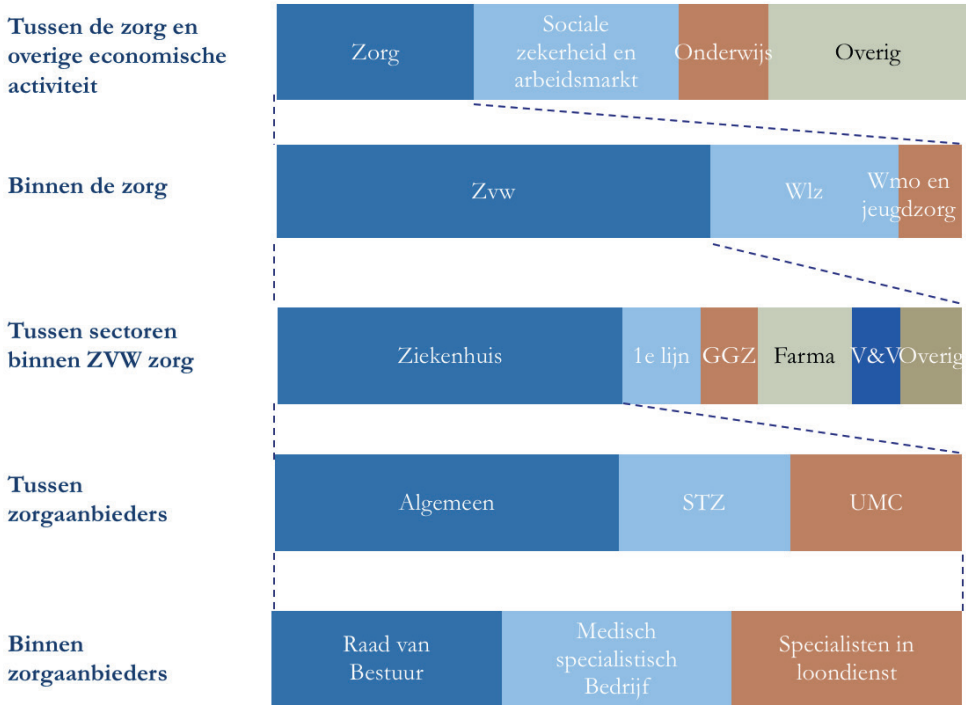 Tussen de zorg en
overige economische
activiteit
Zorg
Sociale
zekerheid en
arbeidsmarkt
Onderwijs
Overig
Binnen de zorg
Zvw
Wlz
Wmo en
jeugdzorg
Tussen sectoren
binnen ZVW zorg
Ziekenhuis
1e lijn
GGZ
Farma
V&V
Overig
Tussen
zorgaanbieders
Algemeen
STZ
UMC
Binnen
zorgaanbieders
Raad van
Bestuur
Medisch
specialistisch
Bedrijf
Specialisten in
loondienst